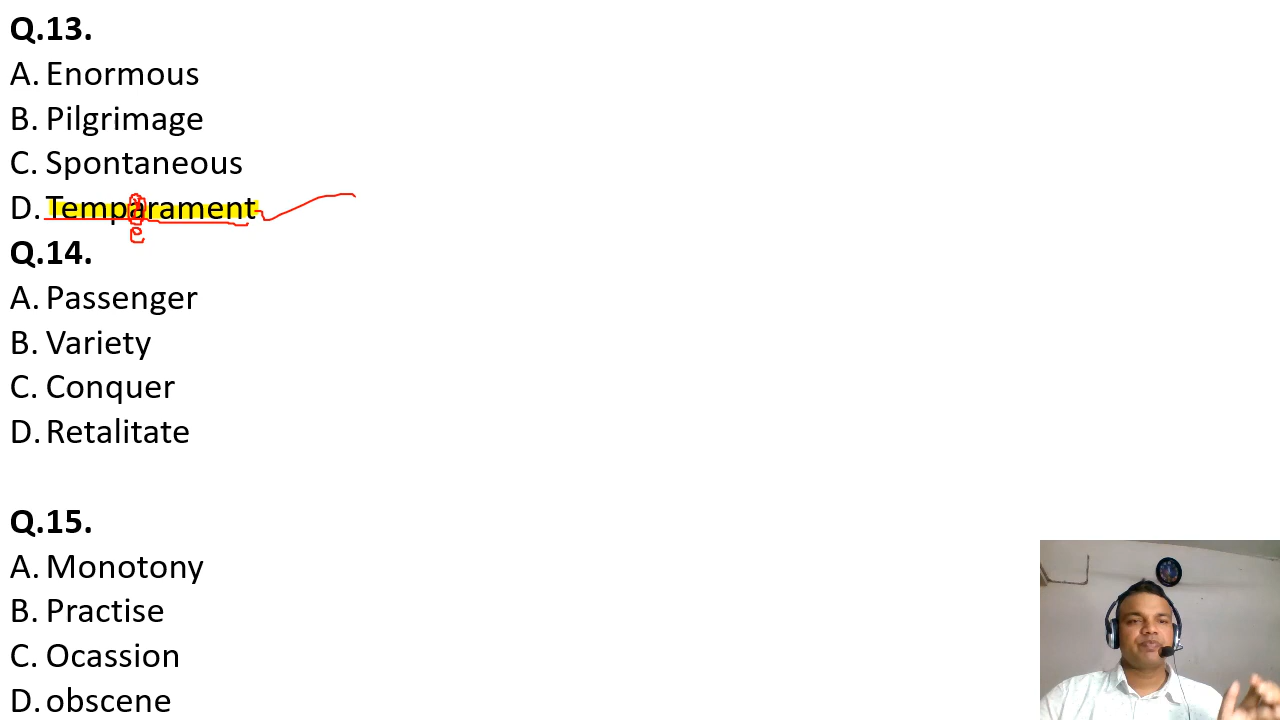 Q.13.
A. Enormous
B. Pilgrimage
C. Spontaneous
D. Temparament
Q.14.
A. Passenger
B. Variety
C. Conquer
D. Retalitate
Q.15.
A. Monotony
B. Practise
C. Ocassion
D. obscene